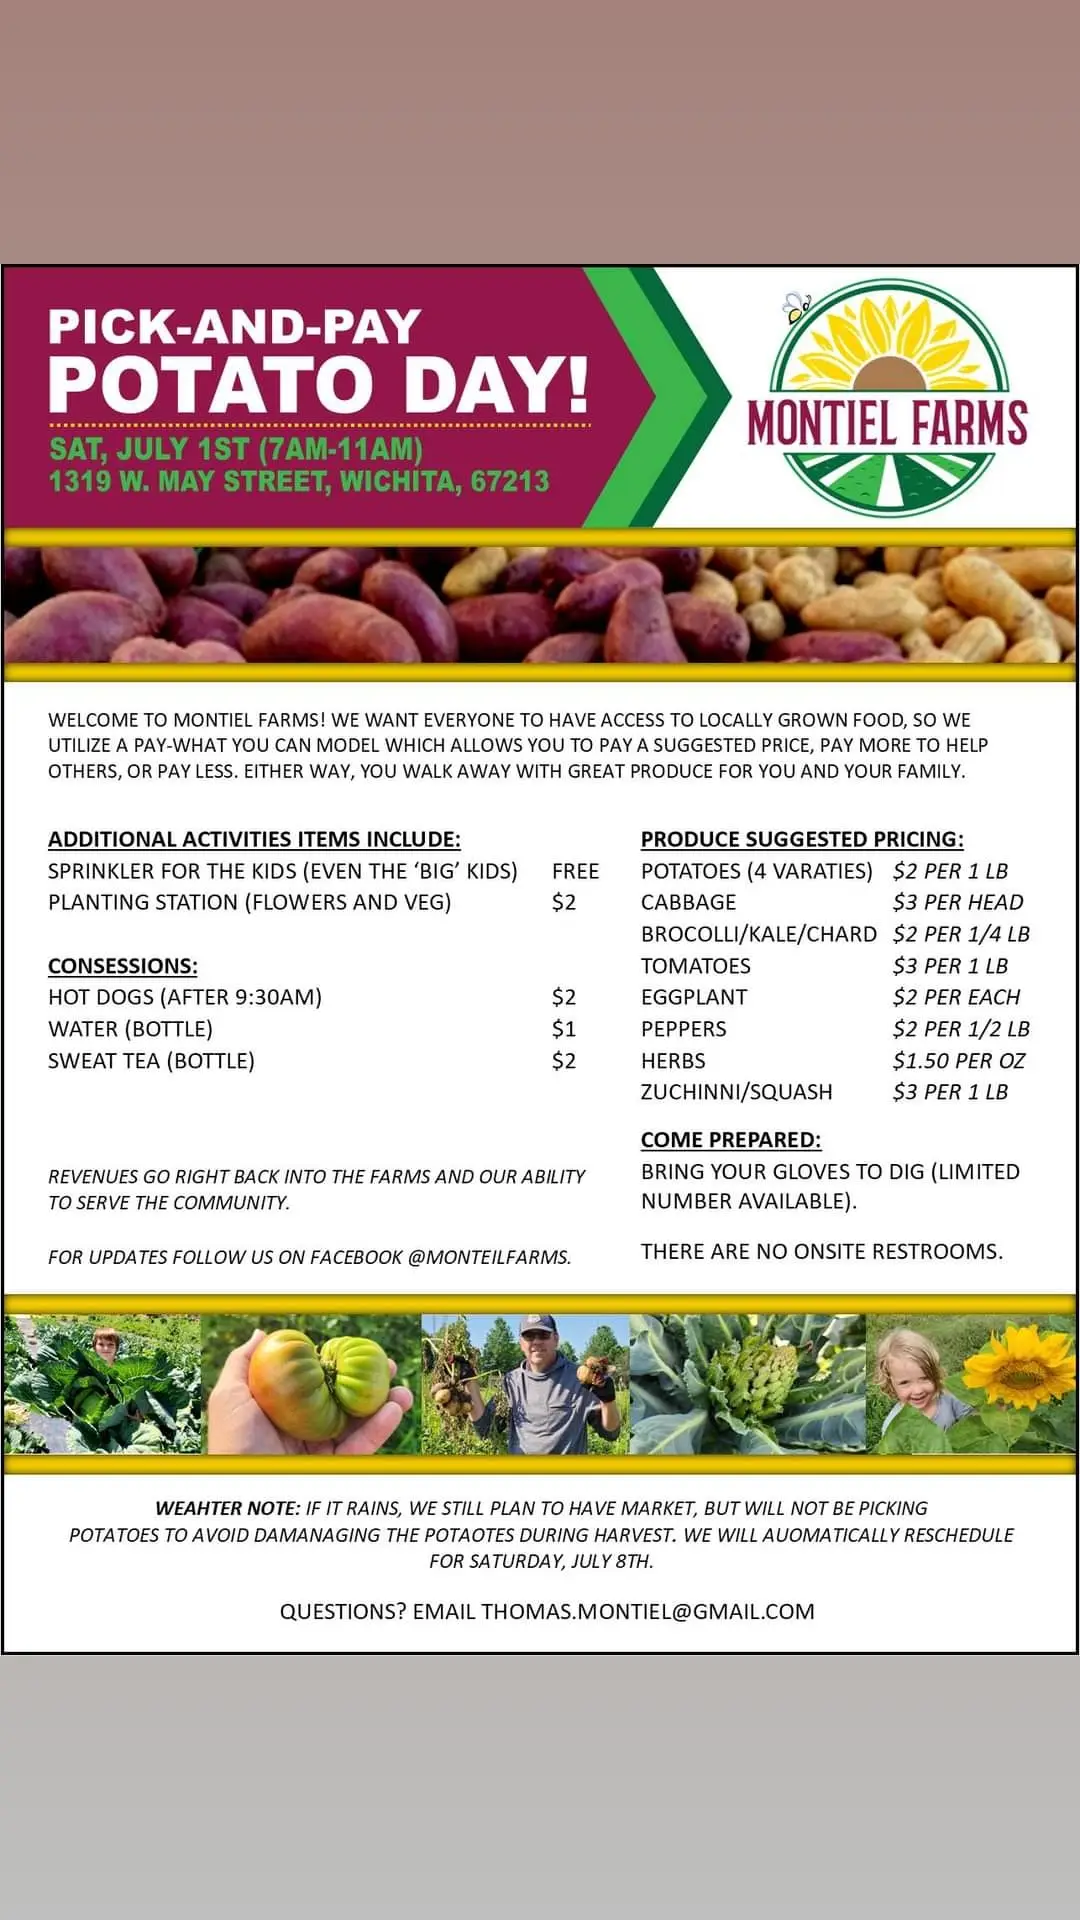 PICK-AND-PAY
POTATO DAY!
SAT, JULY 1ST (7AM-11AM)
1319 W. MAY STREET, WICHITA, 67213
MONTIEL FARMS
WELCOME TO MONTIEL FARMS! WE WANT EVERYONE TO HAVE ACCESS TO LOCALLY GROWN FOOD, SO WE
UTILIZE A PAY-WHAT YOU CAN MODEL WHICH ALLOWS YOU TO PAY A SUGGESTED PRICE, PAY MORE TO HELP
OTHERS, OR PAY LESS. EITHER WAY, YOU WALK AWAY WITH GREAT PRODUCE FOR YOU AND YOUR FAMILY.
ADDITIONAL ACTIVITIES ITEMS INCLUDE:
SPRINKLER FOR THE KIDS (EVEN THE ‘BIG’ KIDS) FREE
PLANTING STATION (FLOWERS AND VEG) $2
CONSESSIONS:
HOT DOGS (AFTER 9:30AM) $2
WATER (BOTTLE) $1
SWEAT TEA (BOTTLE) $2
REVENUES GO RIGHT BACK INTO THE FARMS AND OUR ABILITY
TO SERVE THE COMMUNITY.
FOR UPDATES FOLLOW US ON FACEBOOK @MONTEILFARMS.
PRODUCE SUGGESTED PRICING:
POTATOES (4 VARATIES) $2 PER 1 LB
CABBAGE $3 PER HEAD
BROCOLLI/KALE/CHARD $2 PER 1/4 LB
TOMATOES $3 PER 1 LB
EGGPLANT $2 PER EACH
PEPPERS $2 PER 1/2 LB
HERBS $1.50 PER OZ
ZUCHINNI/SQUASH $3 PER 1 LB
COME PREPARED:
BRING YOUR GLOVES TO DIG (LIMITED
NUMBER AVAILABLE).
THERE ARE NO ONSITE RESTROOMS.
WEAHTER NOTE: IF IT RAINS, WE STILL PLAN TO HAVE MARKET, BUT WILL NOT BE PICKING
POTATOES TO AVOID DAMANAGING THE POTAOTES DURING HARVEST. WE WILL AUOMATICALLY RESCHEDULE
FOR SATURDAY, JULY 8TH.
QUESTIONS? EMAIL THOMAS.MONTIEL@GMAIL.COM